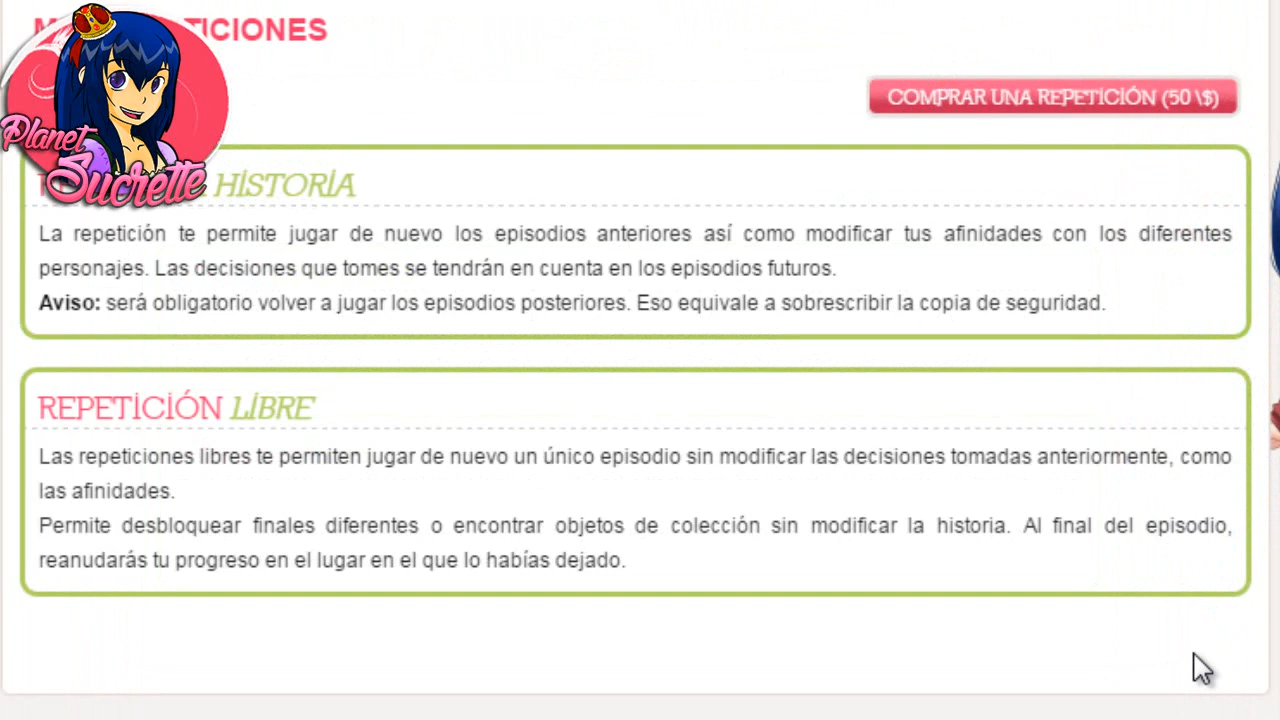 TICIONES
COMPRAR UNA REPETICIÓN (50 \$)
Planet
Sucrette
HISTORIA
La repetición te permite jugar de nuevo los episodios anteriores así como modificar tus afinidades con los diferentes
personajes. Las decisiones que tomes se tendrán en cuenta en los episodios futuros.
Aviso: será obligatorio volver a jugar los episodios posteriores. Eso equivale a sobrescribir la copia de seguridad.
REPETICIÓN LIBRE
Las repeticiones libres te permiten jugar de nuevo un único episodio sin modificar las decisiones tomadas anteriormente, como
las afinidades.
Permite desbloquear finales diferentes o encontrar objetos de colección sin modificar la historia. Al final del episodio,
reanudarás tu progreso en el lugar en el que lo habías dejado.